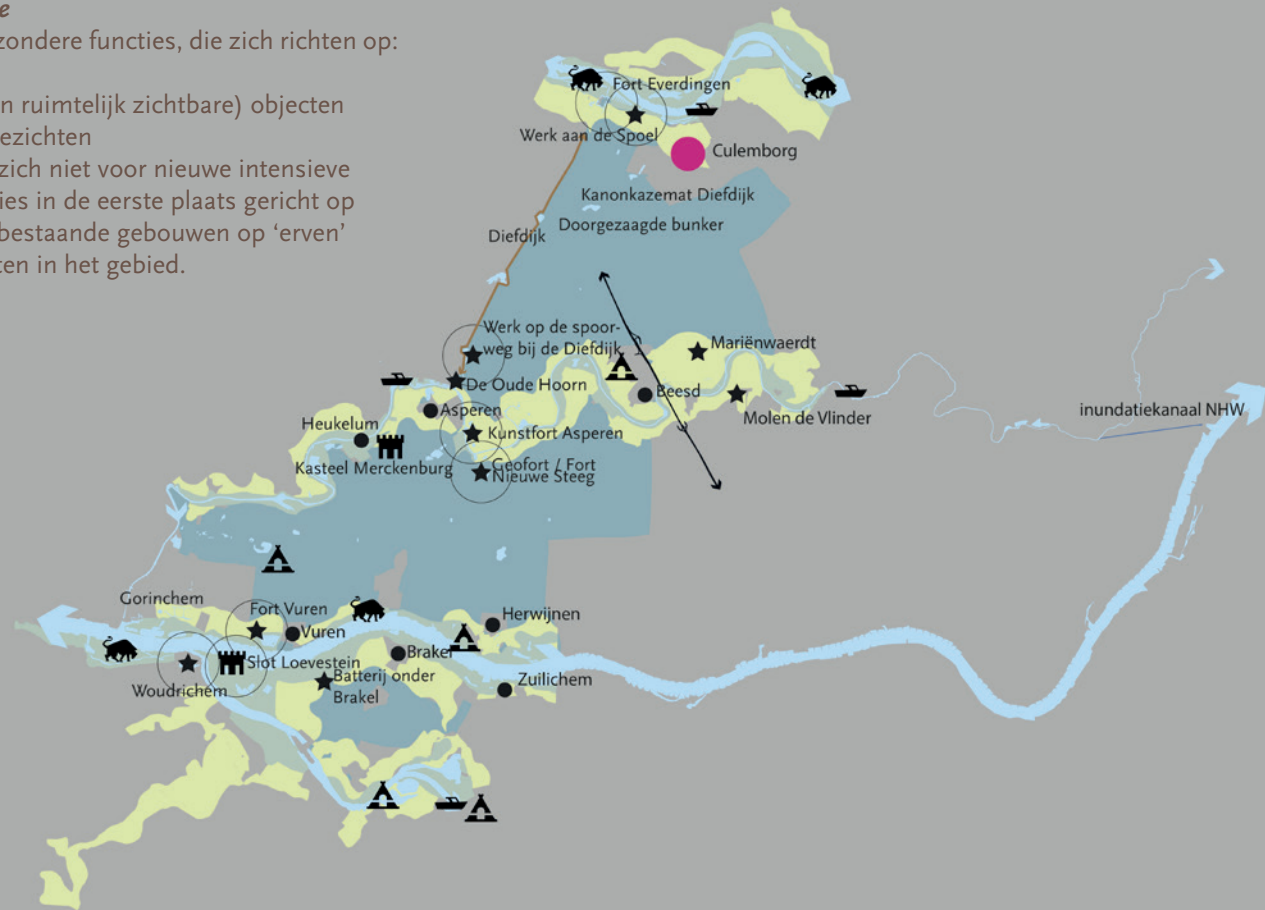 e
zondere functies, die zich richten op:
n ruimtelijk zichtbare) objecten
ezichten
zich niet voor nieuwe intensieve
ies in de eerste plaats gericht op
bestaande gebouwen op ‘erven’
ten in het gebied.
Fort Everdingen
Werk aan de Spoel
Culemborg
Kanonkazemat Diefdijk
Doorgezaagde bunker
Diefdijk
Werk op de spoor-
weg bij de Diefdijk
Mariënwaerdt
De Oude Hoorn
Beesd
Asperen
Molen de Vlinder
inundatiekanaal NHW
Heukelum
Kunstfort Asperen
Kasteel Merckenburg
Geofort / Fort
Nieuwe Steeg
Gorinchem
Fort Vuren
Herwijnen
Vuren
Brakel
Slot Loevestein
Batterij onder
Brakel
Zuilichem
Woudrichem